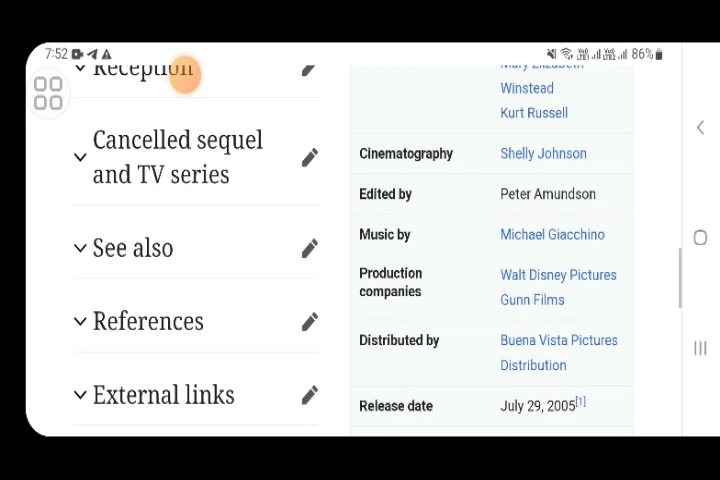 7:52
86%
Reception
Cancelled sequel
and TV series
See also
References
External links
Mary Elizabeth
Winstead
Kurt Russell
Cinematography Shelly Johnson
Edited by Peter Amundson
Music by Michael Giacchino
Production
companies
Walt Disney Pictures
Gunn Films
Distributed by Buena Vista Pictures
Distribution
Release date July 29, 2005[1]